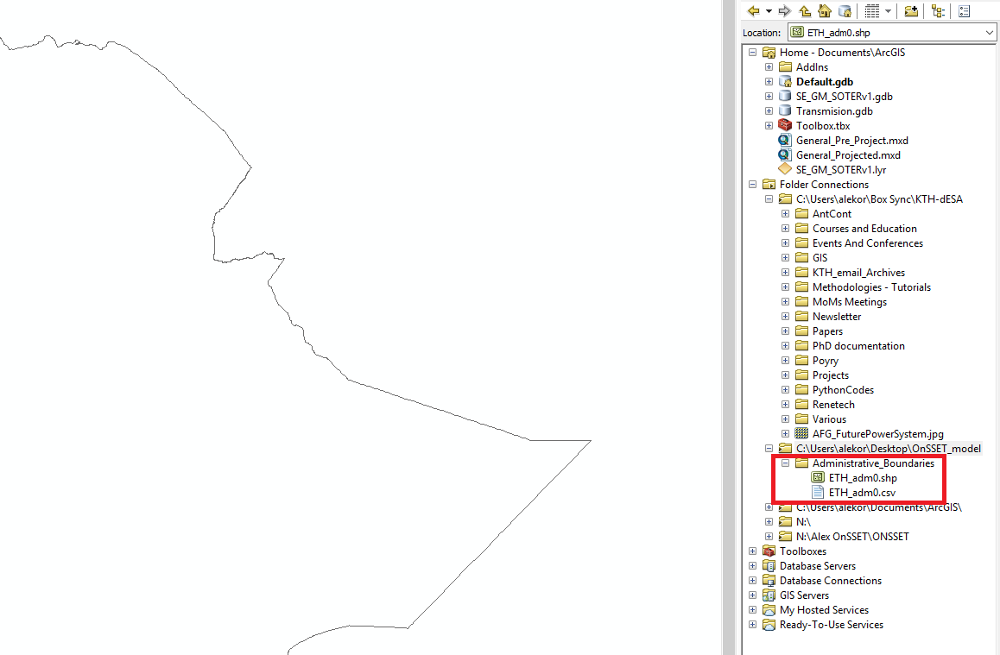 Location: ETH_adm0.shp
Home - Documents\ArcGIS
AddIns
Default.gdb
SE_GM_SOTERv1.gdb
Transmision.gdb
Toolbox.tbx
General_Pre_Project.mxd
General_Projected.mxd
SE_GM_SOTERv1.lyr
Folder Connections
C:\Users\alekor\Box Sync\KTH-dESA
AntCont
Courses and Education
Events And Conferences
GIS
KTH_email_Archives
Methodologies - Tutorials
MoMs Meetings
Newsletter
Papers
PhD documentation
Poyry
Projects
PythonCodes
Renetech
Various
AFG_FuturePowerSystem.jpg
C:\Users\alekor\Desktop\OnSSET_model
Administrative_Boundaries
ETH_adm0.shp
ETH_adm0.csv
C:\Users\alekor\Documents\ArcGIS\
N:\
N:\Alex OnSSET\ONSSET
Toolboxes
Database Servers
Database Connections
GIS Servers
My Hosted Services
Ready-To-Use Services